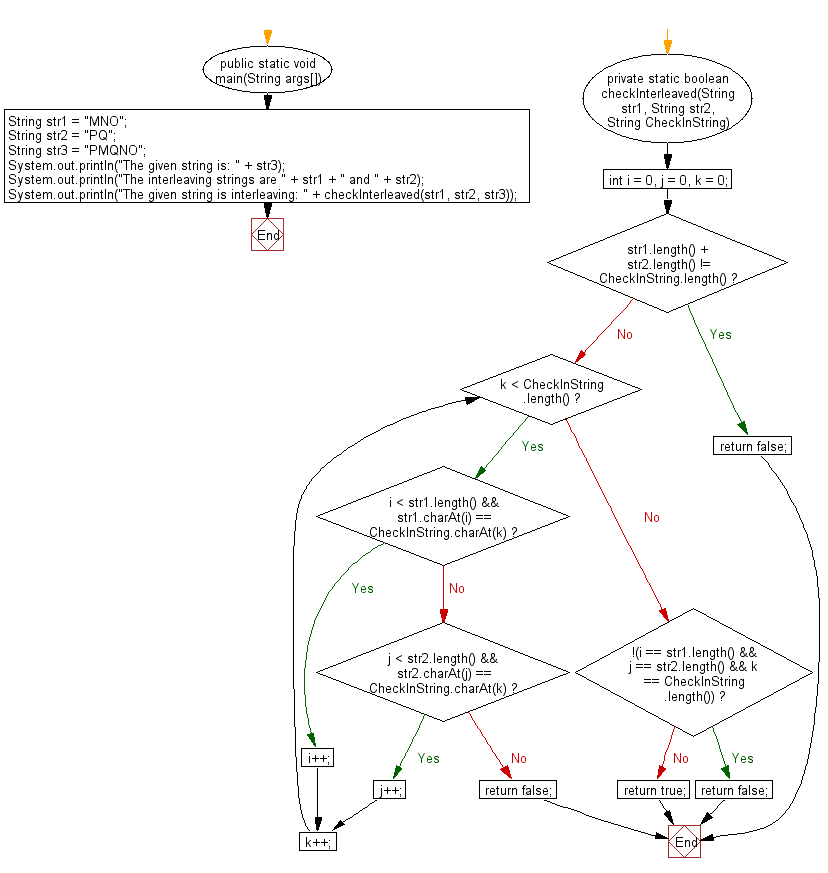 public static void
main(String args[])
String str1 = "MNO";
String str2 = "PQ";
String str3 = "PMQNO";
System.out.println("The given string is: " + str3);
System.out.println("The interleaving strings are " + str1 + " and " + str2);
System.out.println("The given string is interleaving: " + checkInterleaved(str1, str2, str3));
End
private static boolean
checkInterleaved(String
str1, String str2,
String CheckInString)
int i = 0, j = 0, k = 0;
str1.length() +
str2.length() !=
CheckInString.length() ?
No
Yes
k < CheckInString
.length() ?
return false;
Yes
No
i < str1.length() &&
str1.charAt(i) ==
CheckInString.charAt(k) ?
Yes
No
j < str2.length() &&
str2.charAt(j) ==
CheckInString.charAt(k) ?
!(i == str1.length() &&
j == str2.length() && k
== CheckInString
.length()) ?
i++;
Yes
No
No
Yes
j++;
return false;
return true;
return false;
k++;
End